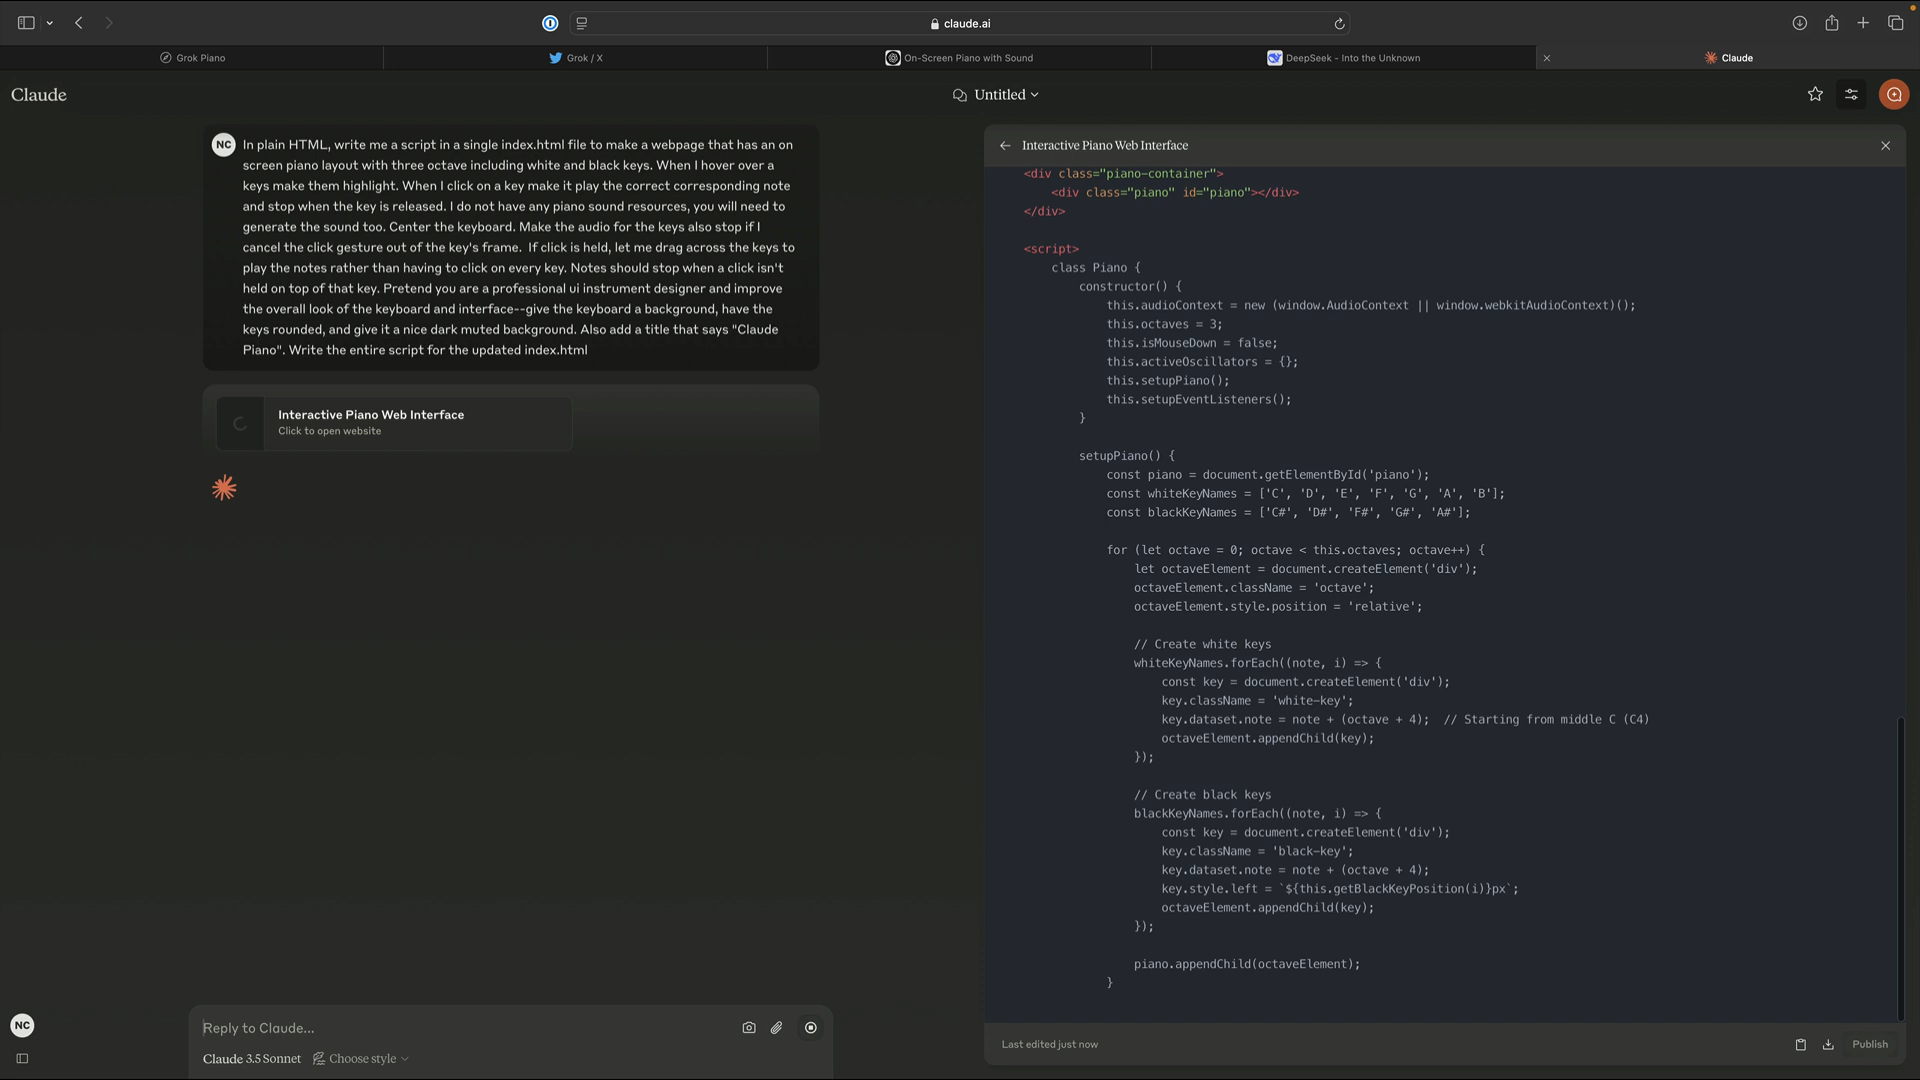 claude.ai
Grok Piano
Grok / X
On-Screen Piano with Sound
DeepSeek - Into the Unknown
Claude
Claude
Untitled
NC
In plain HTML, write me a script in a single index.html file to make a webpage that has an on
screen piano layout with three octave including white and black keys. When I hover over a
keys make them highlight. When I click on a key make it play the correct corresponding note
and stop when the key is released. I do not have any piano sound resources, you will need to
generate the sound too. Center the keyboard. Make the audio for the keys also stop if I
cancel the click gesture out of the key's frame.  If click is held, let me drag across the keys to
play the notes rather than having to click on every key. Notes should stop when a click isn't
held on top of that key. Pretend you are a professional ui instrument designer and improve
the overall look of the keyboard and interface--give the keyboard a background, have the
keys rounded, and give it a nice dark muted background. Also add a title that says "Claude
Piano". Write the entire script for the updated index.html
Interactive Piano Web Interface
Click to open website
NC
Reply to Claude...
Claude 3.5 Sonnet
Choose style
Interactive Piano Web Interface
<div class="piano-container">
<div class="piano" id="piano"></div>
</div>
<script>
class Piano {
constructor() {
this.audioContext = new (window.AudioContext || window.webkitAudioContext)();
this.octaves = 3;
this.isMouseDown = false;
this.activeOscillators = {};
this.setupPiano();
this.setupEventListeners();
}
setupPiano() {
const piano = document.getElementById('piano');
const whiteKeyNames = ['C', 'D', 'E', 'F', 'G', 'A', 'B'];
const blackKeyNames = ['C#', 'D#', 'F#', 'G#', 'A#'];
for (let octave = 0; octave < this.octaves; octave++) {
let octaveElement = document.createElement('div');
octaveElement.className = 'octave';
octaveElement.style.position = 'relative';
// Create white keys
whiteKeyNames.forEach((note, i) => {
const key = document.createElement('div');
key.className = 'white-key';
key.dataset.note = note + (octave + 4);  // Starting from middle C (C4)
octaveElement.appendChild(key);
});
// Create black keys
blackKeyNames.forEach((note, i) => {
const key = document.createElement('div');
key.className = 'black-key';
key.dataset.note = note + (octave + 4);
key.style.left = `${this.getBlackKeyPosition(i)}px`;
octaveElement.appendChild(key);
});
piano.appendChild(octaveElement);
}
Last edited just now
Publish